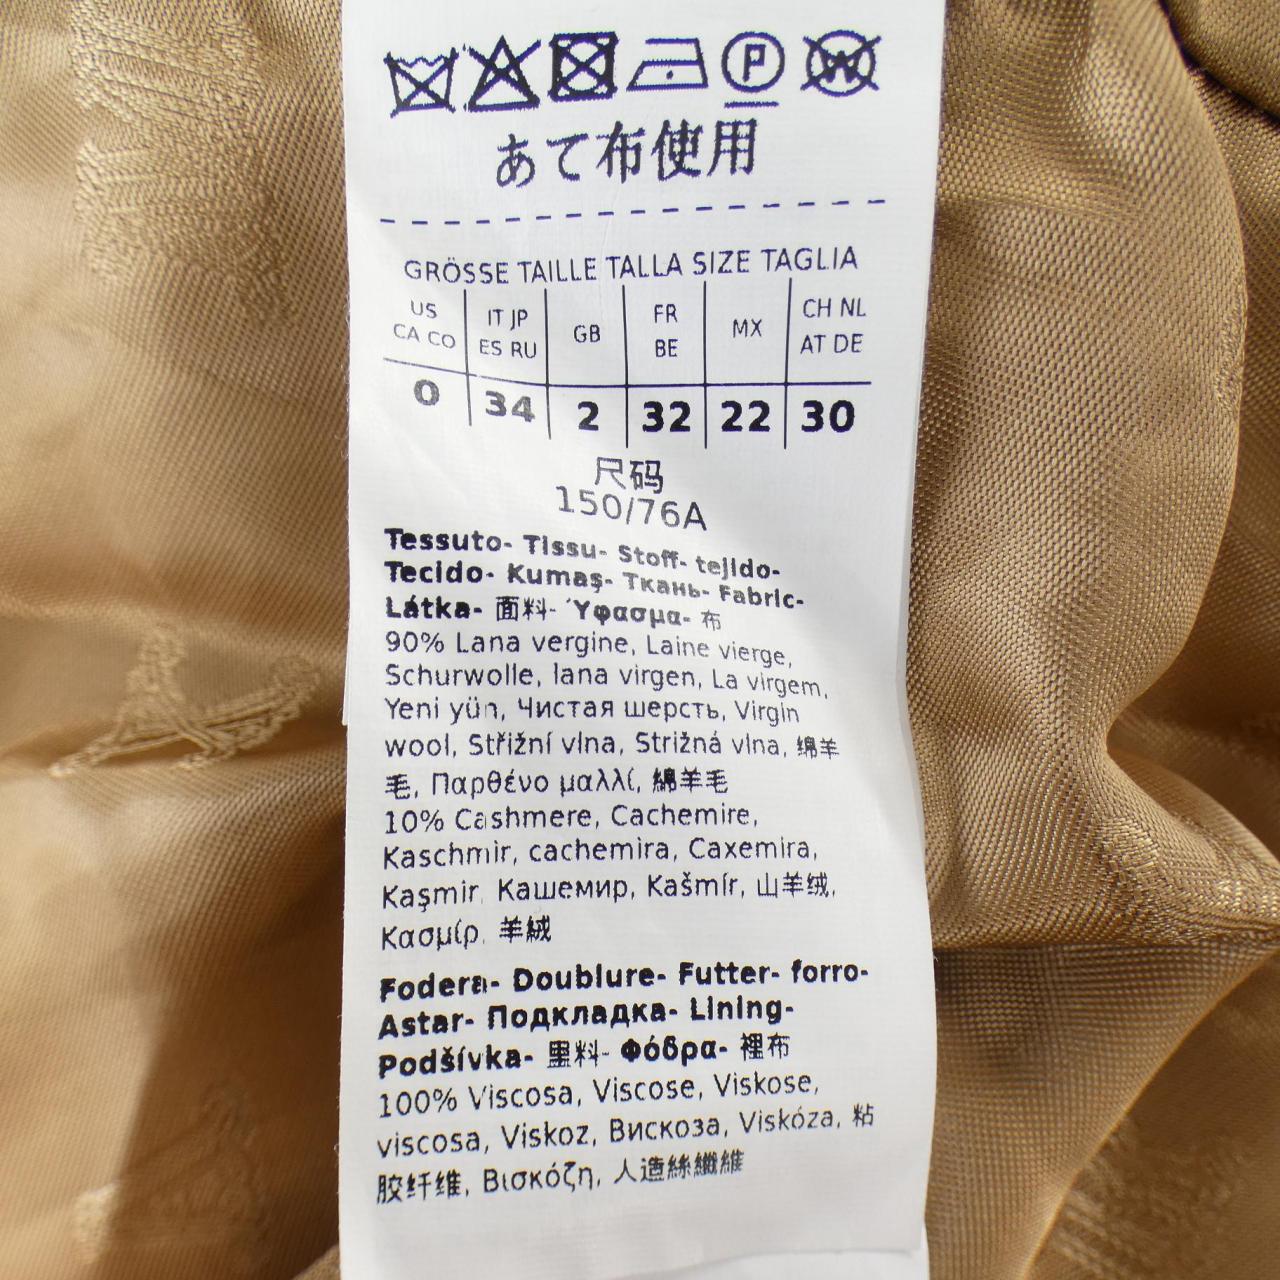 P W
あて布使用
GRÖSSE TAILLE TALLA SIZE TAGLIA
US CA CO IT JP ES RU GB FR BE MX CH NL AT DE
0 34 2 32 22 30
尺码
150/76A
Tessuto- Tissu- Stoff- tejido-
Tecido- Kumaş- Ткань- Fabric-
Látka- 面料- Ύφασμα- 布
90% Lana vergine, Laine vierge,
Schurwolle, lana virgen, La virgem,
Yeni yün, Чистая шерсть, Virgin
wool, Střižní vlna, Strižná vlna, 绵羊
毛, Παρθένο μαλλί, 綿羊毛
10% Cashmere, Cachemire,
Kaschmir, cachemira, Caxemira,
Kaşmir, Кашемир, Kašmír, 山羊绒,
Κασμίρ, 羊絨
Fodera- Doublure- Futter- forro-
Astar- Подкладка- Lining-
Podšívka- 里料- Φόδρα- 裡布
100% Viscosa, Viscose, Viskose,
viscosa, Viskoz, Вискоза, Viskóza, 粘
胶纤维, Βισκόζη, 人造絲纖維